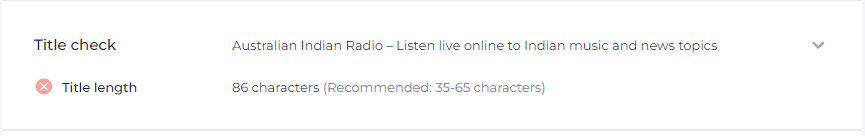 Title check Australian Indian Radio – Listen live online to Indian music and news topics
Title length 86 characters (Recommended: 35-65 characters)